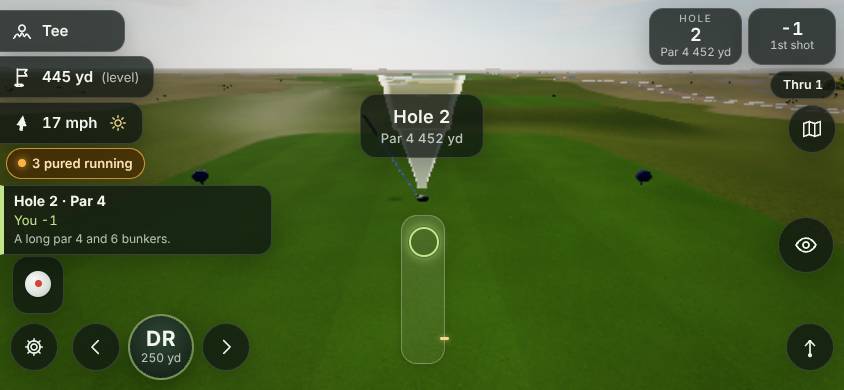 Tee
445 yd (level)
17 mph
3 pured running
Hole 2 · Par 4
You -1
A long par 4 and 6 bunkers.
DR
250 yd
Hole 2
Par 4 452 yd
HOLE
2
Par 4 452 yd
-1
1st shot
Thru 1